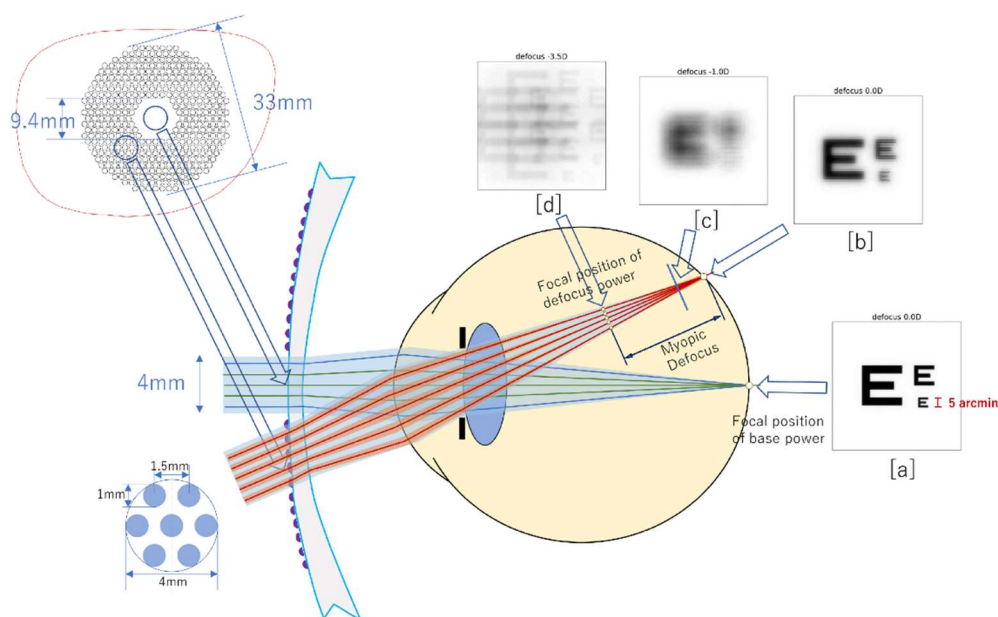 33mm
9.4mm
defocus -3.5D
[d]
defocus -1.0D
[c]
defocus 0.0D
E E E
[b]
Focal position of
defocus power
Myopic
Defocus
4mm
defocus 0.0D
E E E
5 arcmin
[a]
Focal position
of base power
1.5mm
1mm
4mm